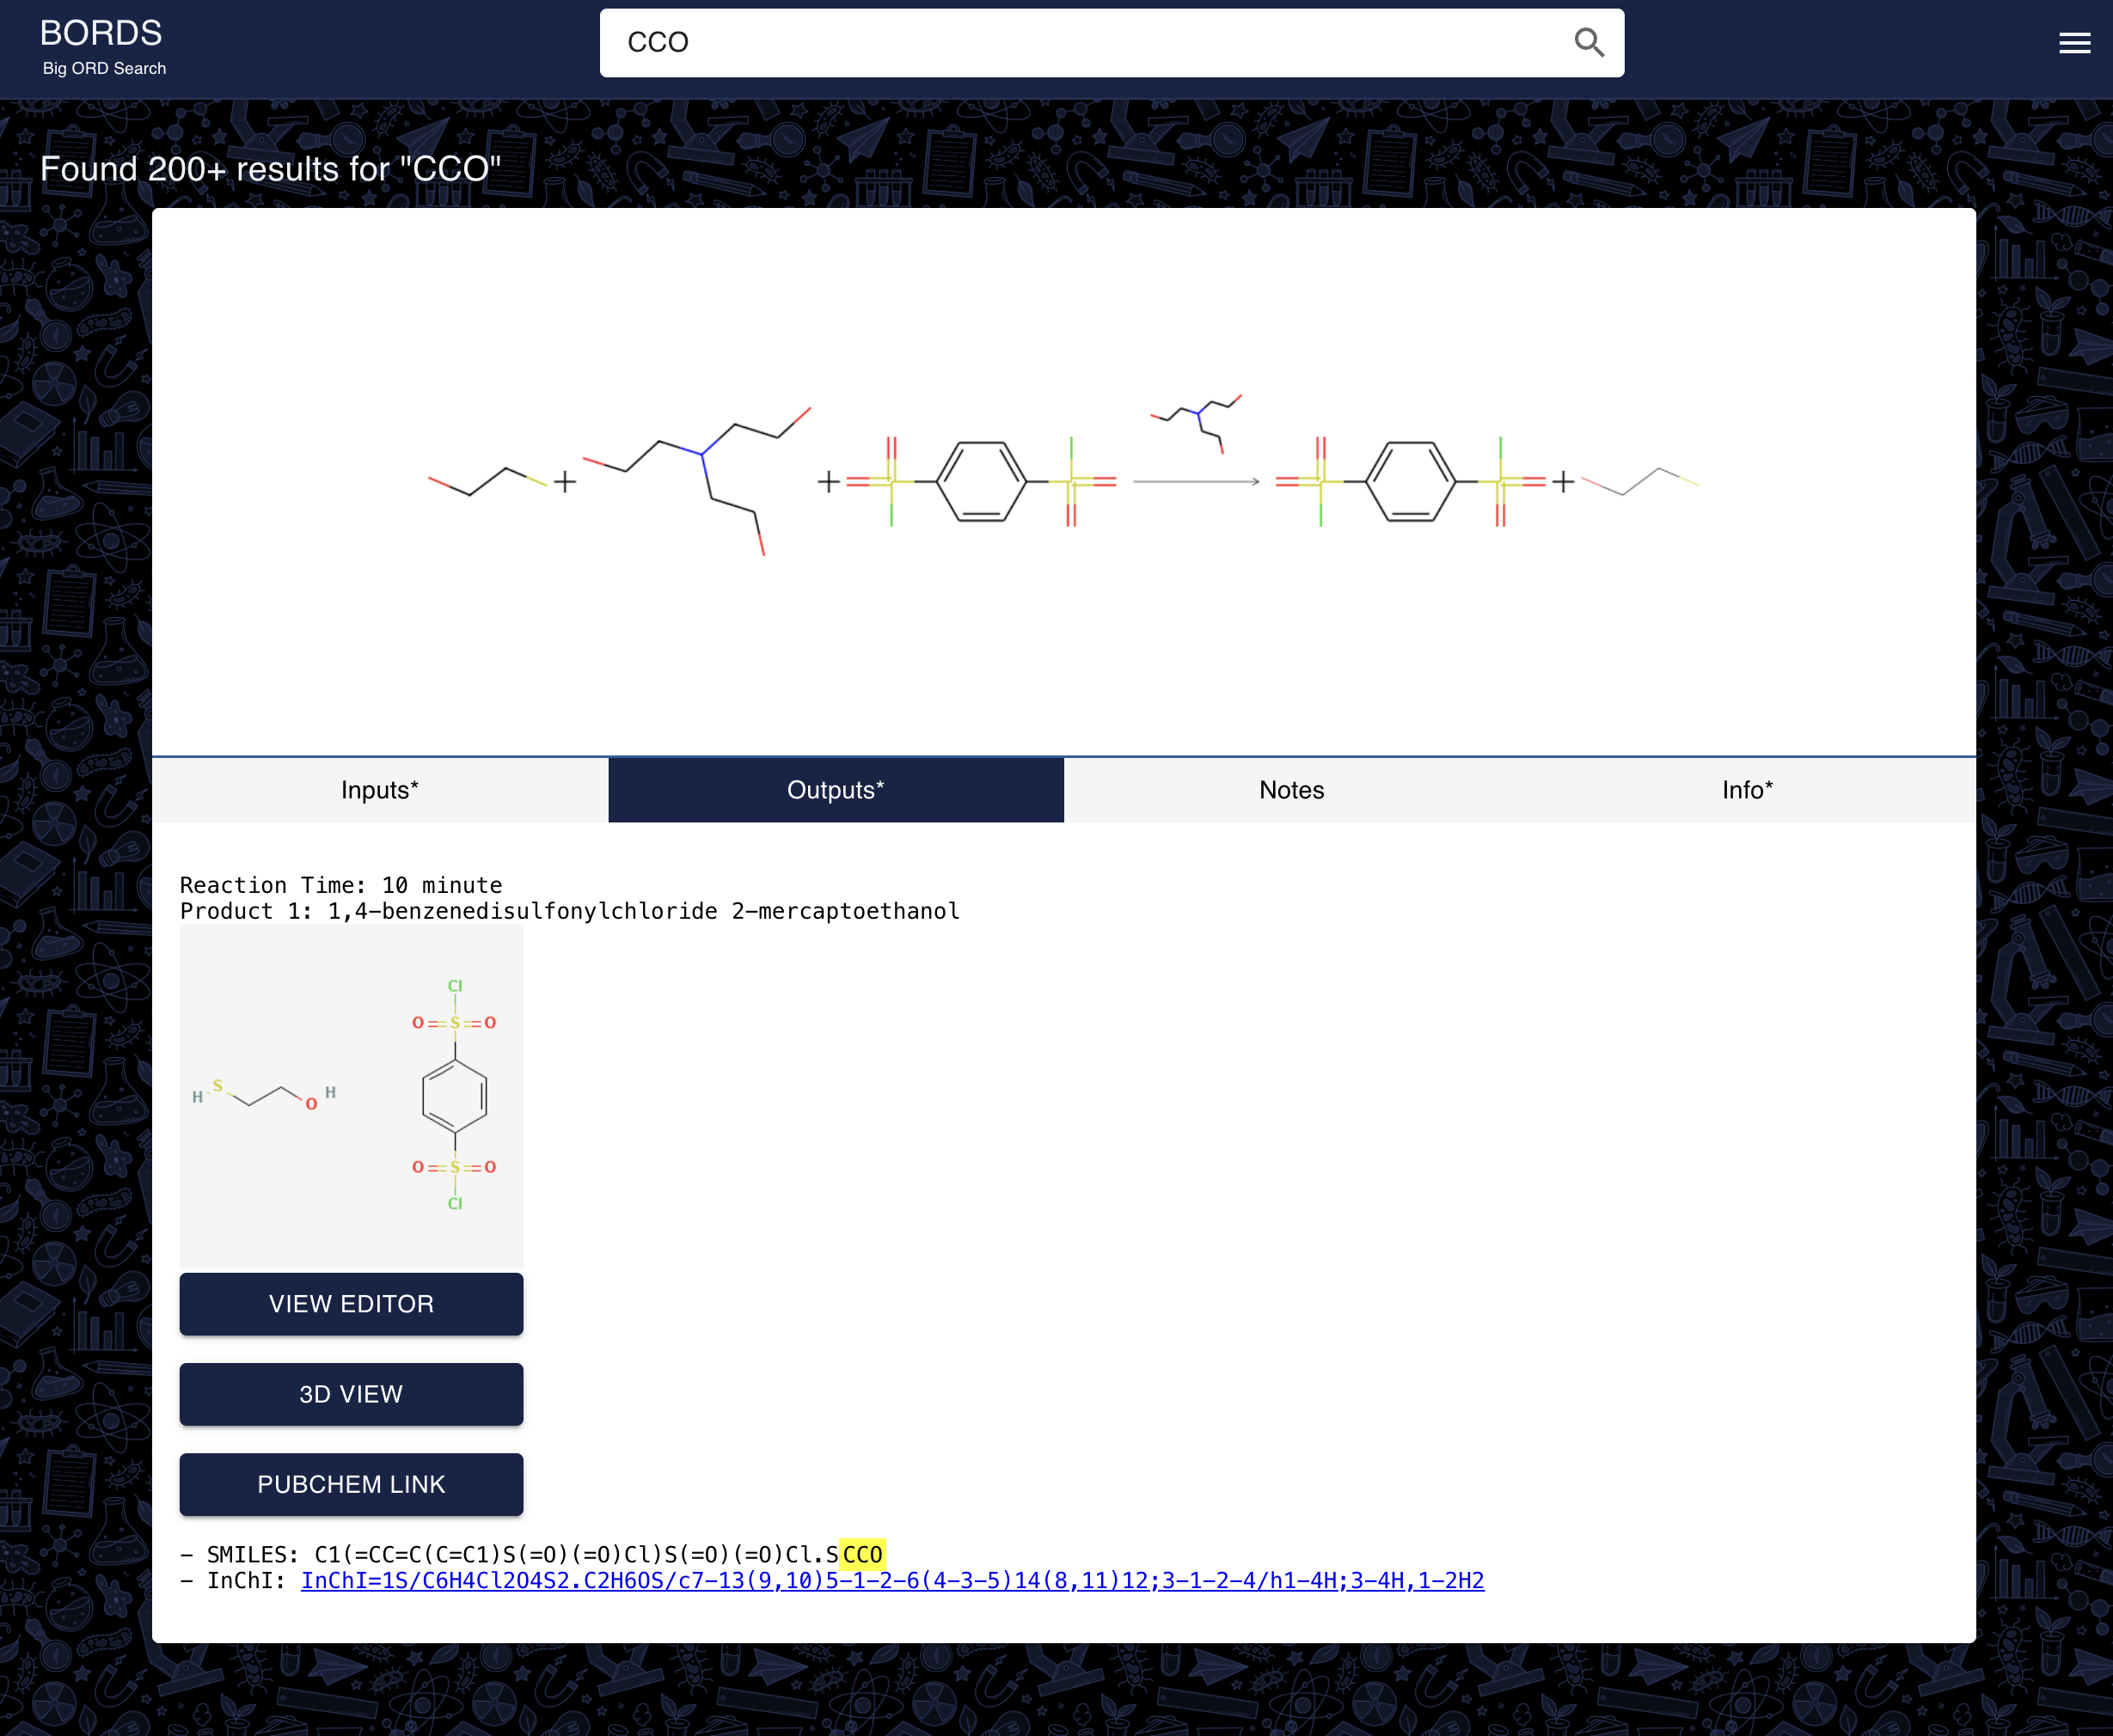 BORDS
Big ORD Search
CCO
Found 200+ results for "CCO"
Inputs*
Outputs*
Notes
Info*
Reaction Time: 10 minute
Product 1: 1,4-benzenedisulfonylchloride 2-mercaptoethanol
Cl
O S O
H S O H
O S O
Cl
VIEW EDITOR
3D VIEW
PUBCHEM LINK
- SMILES: C1(=CC=C(C=C1)S(=O)(=O)Cl)S(=O)(=O)Cl.SCCO
- InChI: InChI=1S/C6H4Cl2O4S2.C2H6OS/c7-13(9,10)5-1-2-6(4-3-5)14(8,11)12;3-1-2-4/h1-4H;3-4H,1-2H2